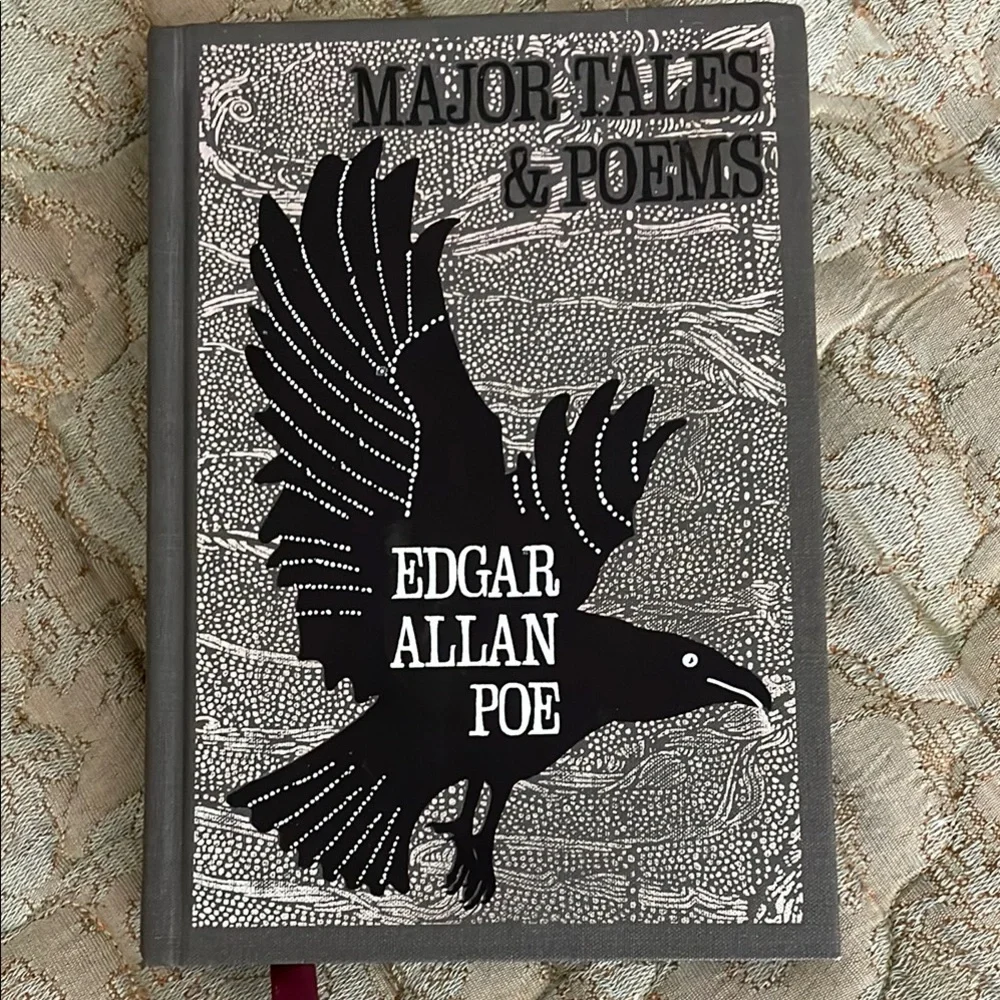 MAJOR TALES
& POEMS
EDGAR
ALLAN
POE